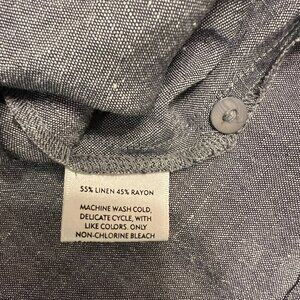 55% LINEN 45% RAYON
MACHINE WASH COLD,
DELICATE CYCLE, WITH
LIKE COLORS. ONLY
NON-CHLORINE BLEACH